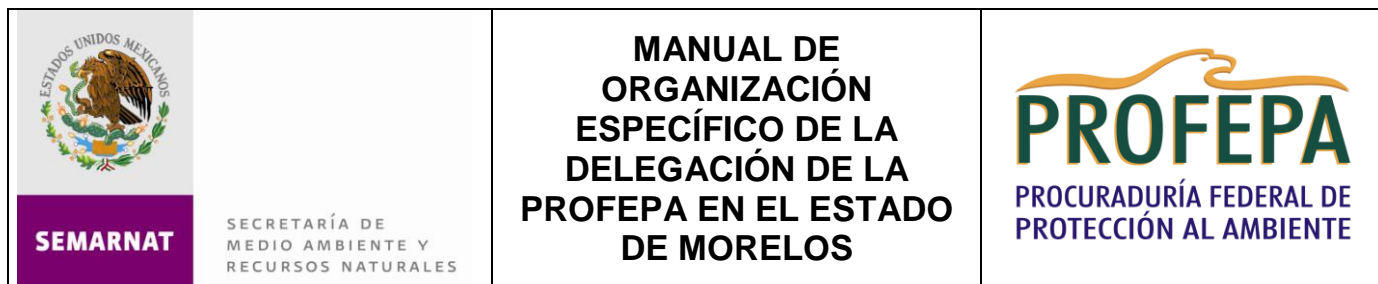 ESTADOS UNIDOS MEXICANOS
SEMARNAT
SECRETARÍA DE
MEDIO AMBIENTE Y
RECURSOS NATURALES
MANUAL DE
ORGANIZACIÓN
ESPECÍFICO DE LA
DELEGACIÓN DE LA
PROFEPA EN EL ESTADO
DE MORELOS
PROFEPA
PROCURADURÍA FEDERAL DE
PROTECCIÓN AL AMBIENTE